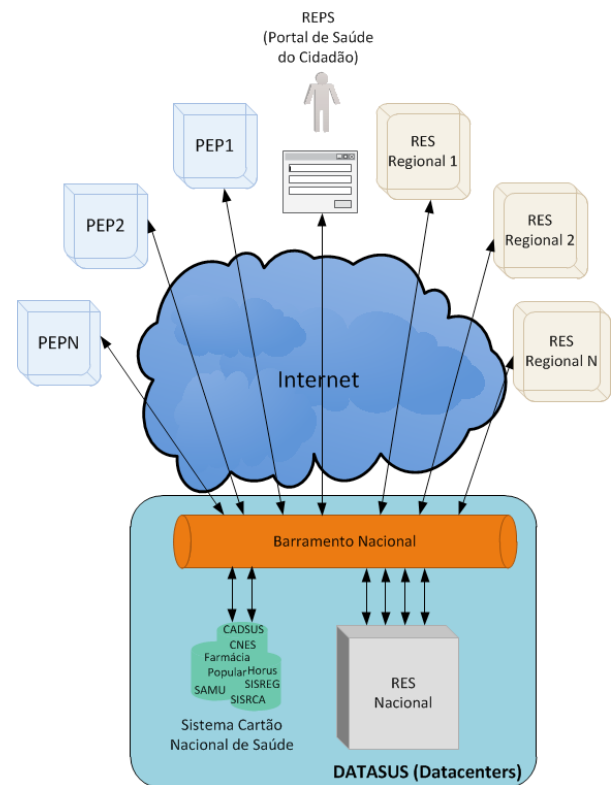 REPS
(Portal de Saúde
do Cidadão)
PEP1
RES
Regional 1
PEP2
RES
Regional 2
PEPN
RES
Regional N
Internet
Barramento Nacional
CADSUS
CNES
Farmácia
Popular
Horus
SISREG
SAMU
SISRCA
Sistema Cartão
Nacional de Saúde
RES
Nacional
DATASUS (Datacenters)